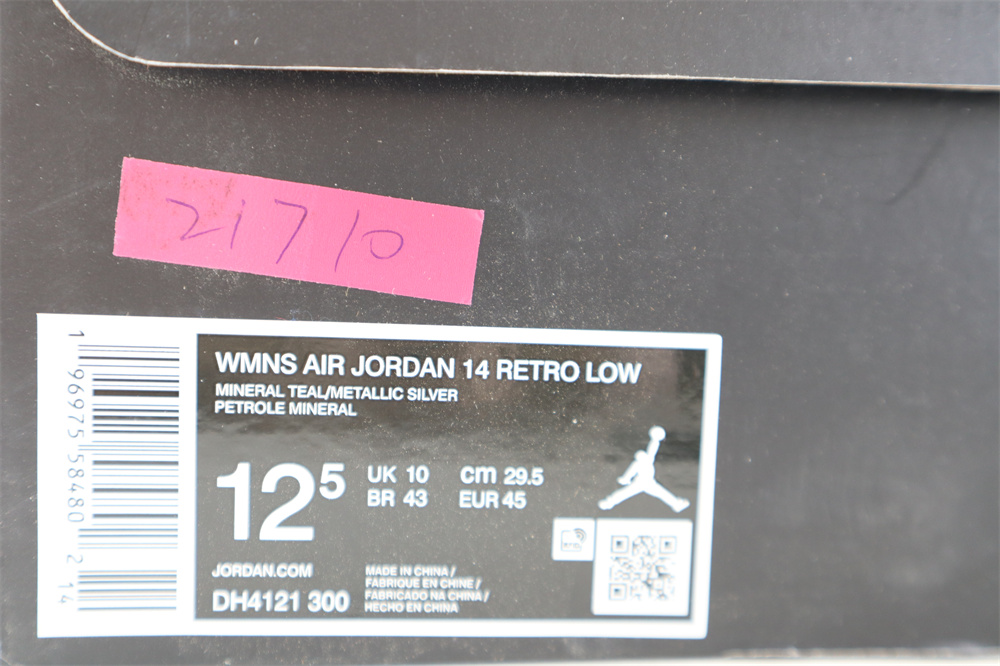 21710
WMNS AIR JORDAN 14 RETRO LOW
MINERAL TEAL/METALLIC SILVER
PETROLE MINERAL
12 5
UK 10 cm 29.5
BR 43 EUR 45
JORDAN.COM
DH4121 300
MADE IN CHINA /
FABRIQUE EN CHINE /
FABRICADO NA CHINA /
HECHO EN CHINA
1 96975 58480 2 14